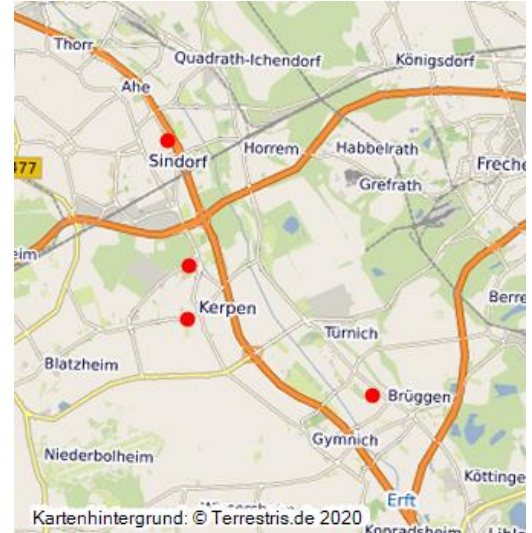 Thorr
Quadrath-Ichendorf
Königsdorf
Ahe
Sindorf
Horrem
Habbelrath
Freche
477
Grefrath
eim
Kerpen
Berre
Türnich
Blatzheim
Brüggen
Gymnich
Niederbolheim
Köttinge
Erft
Kartenhintergrund: © Terrestris.de 2020
Konradsheim